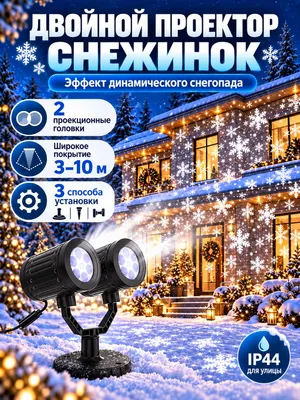 ДВОЙНОЙ ПРОЕКТОР
СНЕЖИНОК
Эффект динамического снегопада
2
проекционные
головки
Широкое
покрытие
3–10 м
3 способа
установки
IP44
для улицы